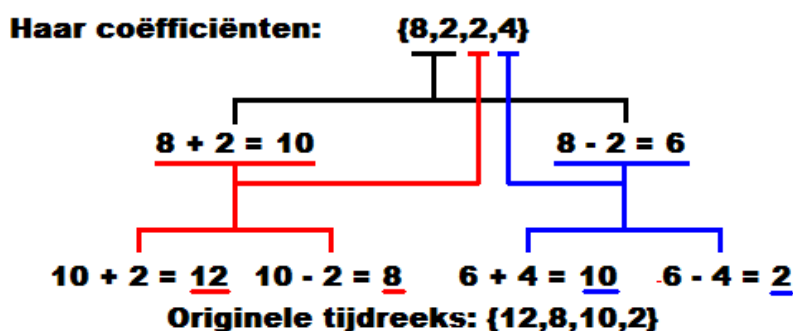 Haar coëfficiënten: {8,2,2,4}
8 + 2 = 10 8 - 2 = 6
10 + 2 = 12 10 - 2 = 8 6 + 4 = 10 6 - 4 = 2
Originele tijdreeks: {12,8,10,2}